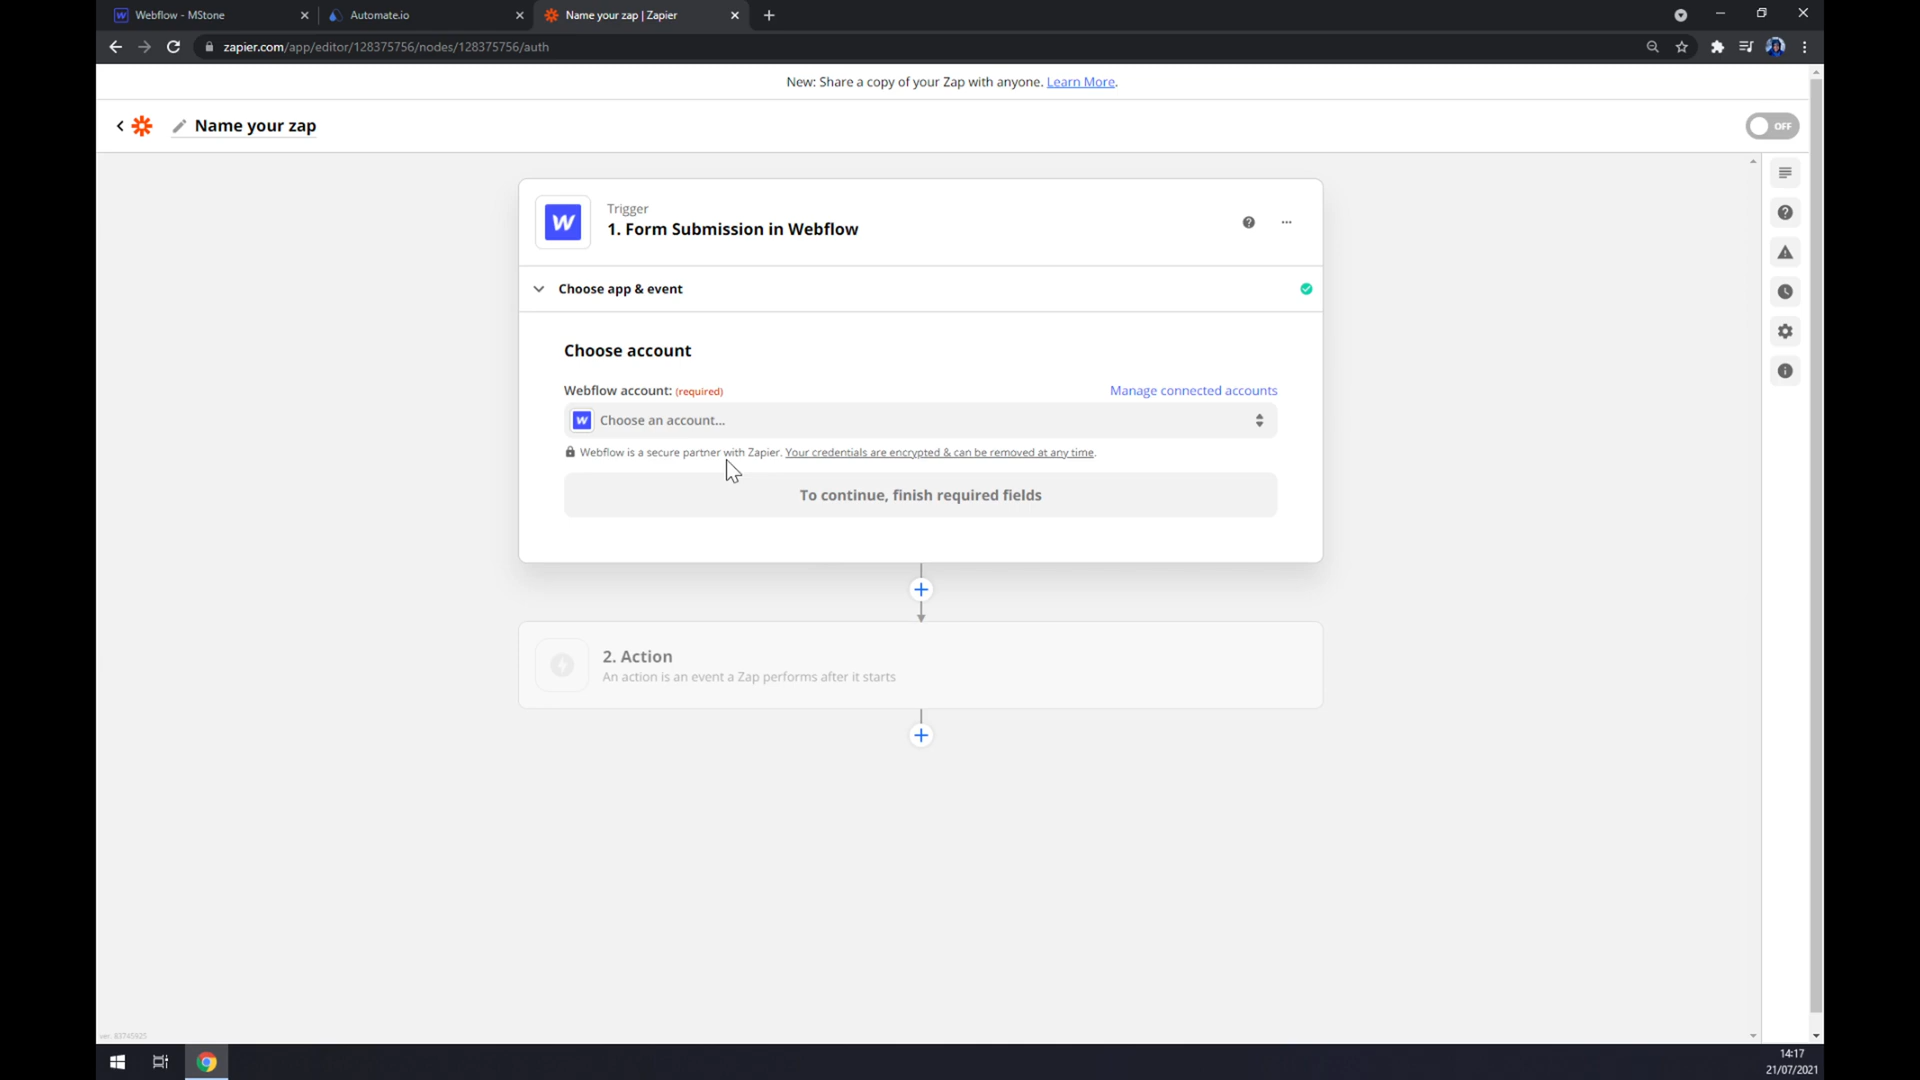 Webflow - MStone
Automate.io
Name your zap | Zapier
zapier.com/app/editor/128375756/nodes/128375756/auth
New: Share a copy of your Zap with anyone. Learn More.
Name your zap
OFF
Trigger
1. Form Submission in Webflow
Choose app & event
Choose account
Webflow account: (required)
Manage connected accounts
Choose an account...
Webflow is a secure partner with Zapier. Your credentials are encrypted & can be removed at any time.
To continue, finish required fields
2. Action
An action is an event a Zap performs after it starts
ver. 83745925
14:17
21/07/2021